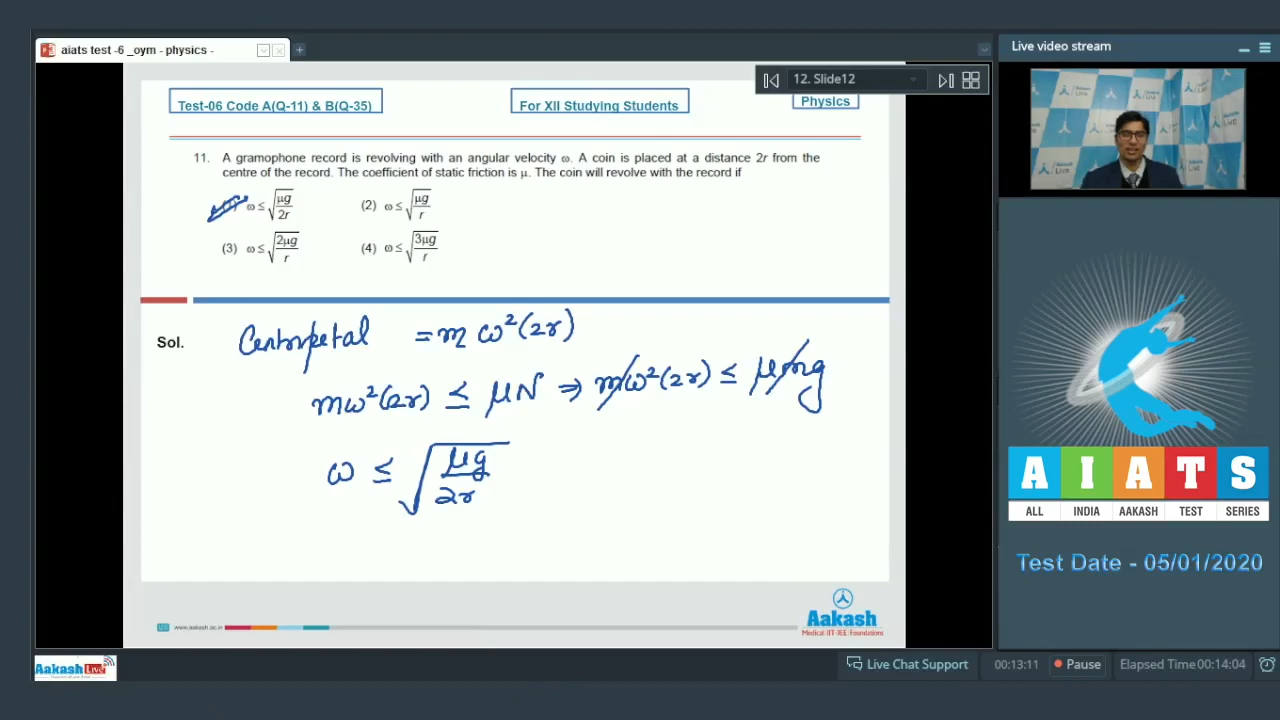 aiats test -6 _oym - physics -
Live video stream
12. Slide12
Test-06 Code A(Q-11) & B(Q-35)
For XII Studying Students
Physics
11. A gramophone record is revolving with an angular velocity ω. A coin is placed at a distance 2r from the
centre of the record. The coefficient of static friction is μ. The coin will revolve with the record if
ω ≤ √(μg/2r) (2) ω ≤ √(μg/r)
(3) ω ≤ √(2μg/r) (4) ω ≤ √(3μg/r)
Sol. Centripetal = m ω²(2r)
mω²(2r) ≤ μN ⇒ mω²(2r) ≤ μmg
ω ≤ √(μg/2r)
A I A T S
ALL INDIA AAKASH TEST SERIES
Test Date - 05/01/2020
www.aakash.ac.in
Aakash
Medical|IIT-JEE|Foundations
Aakash Live
Live Chat Support
00:13:11
Pause
Elapsed Time 00:14:04